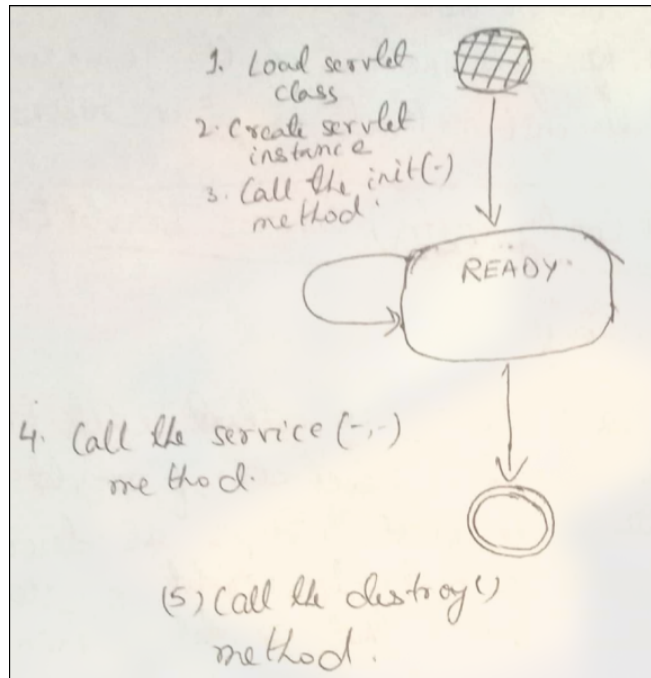 1. Load servlet
class
2. Create servlet
instance
3. Call the init(-)
method.
READY.
4. Call the service (-,-)
method.
(5) Call the destroy()
method.